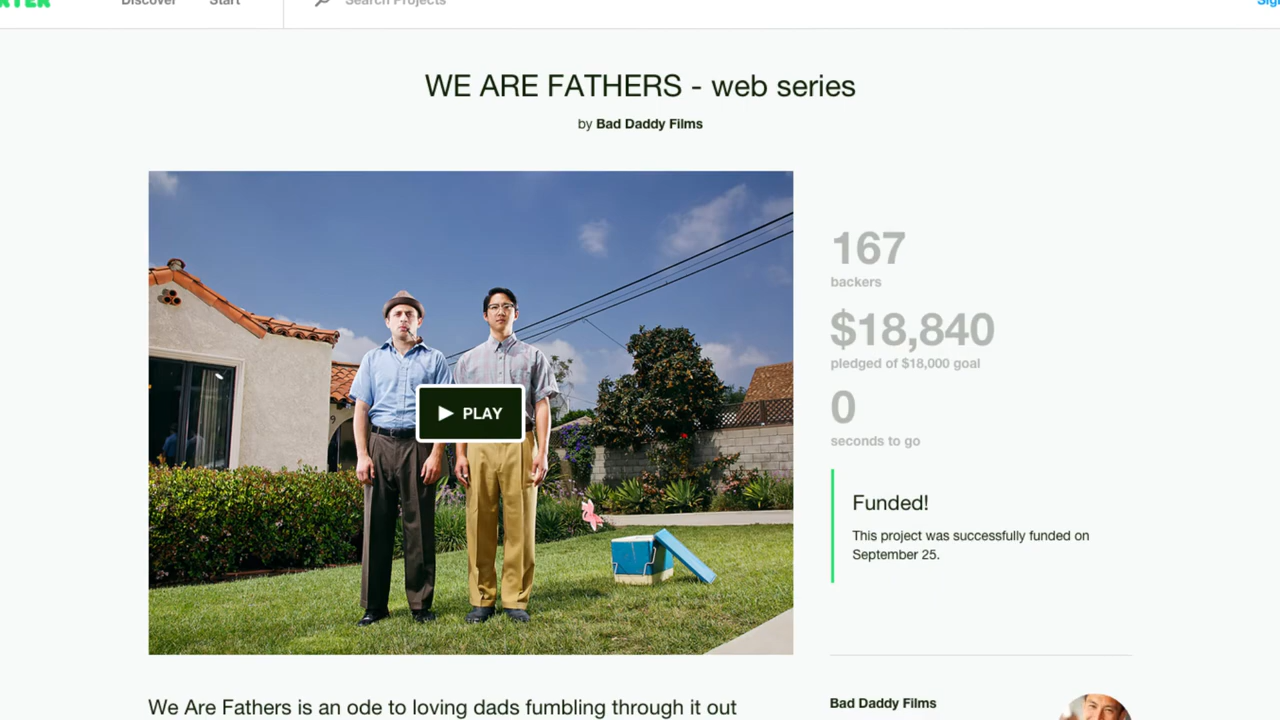 Discover Start Search Projects
WE ARE FATHERS - web series
by Bad Daddy Films
167
backers
$18,840
pledged of $18,000 goal
0
seconds to go
PLAY
Funded!
This project was successfully funded on
September 25.
We Are Fathers is an ode to loving dads fumbling through it out
Bad Daddy Films